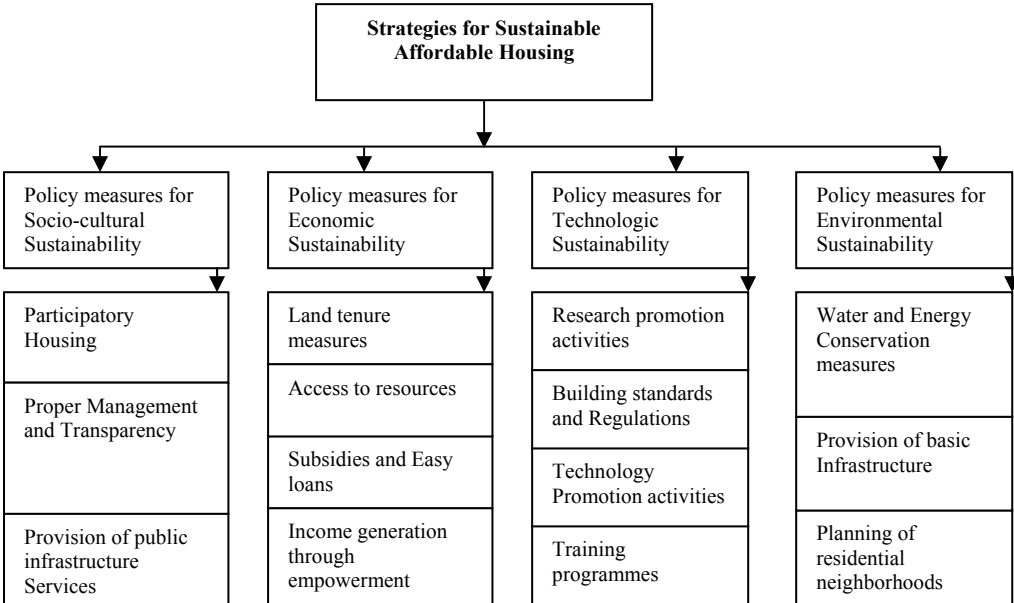 Strategies for Sustainable
Affordable Housing
Policy measures for
Socio-cultural
Sustainability
Policy measures for
Economic
Sustainability
Policy measures for
Technologic
Sustainability
Policy measures for
Environmental
Sustainability
Participatory
Housing
Proper Management
and Transparency
Provision of public
infrastructure
Services
Land tenure
measures
Access to resources
Subsidies and Easy
loans
Income generation
through
empowerment
Research promotion
activities
Building standards
and Regulations
Technology
Promotion activities
Training
programmes
Water and Energy
Conservation
measures
Provision of basic
Infrastructure
Planning of
residential
neighborhoods